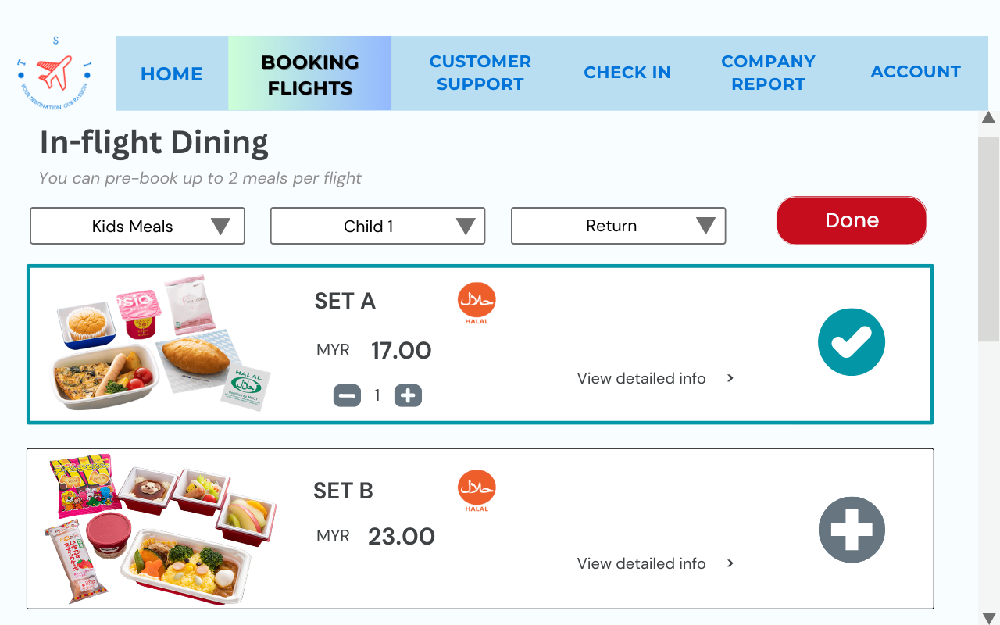 T S I
YOUR DESTINATION, OUR PASSION
HOME
BOOKING
FLIGHTS
CUSTOMER
SUPPORT
CHECK IN
COMPANY
REPORT
ACCOUNT
In-flight Dining
You can pre-book up to 2 meals per flight
Kids Meals
Child 1
Return
Done
SET A
حلال
HALAL
MYR 17.00
1
View detailed info >
HALAL
حلال
SET B
حلال
HALAL
MYR 23.00
View detailed info >